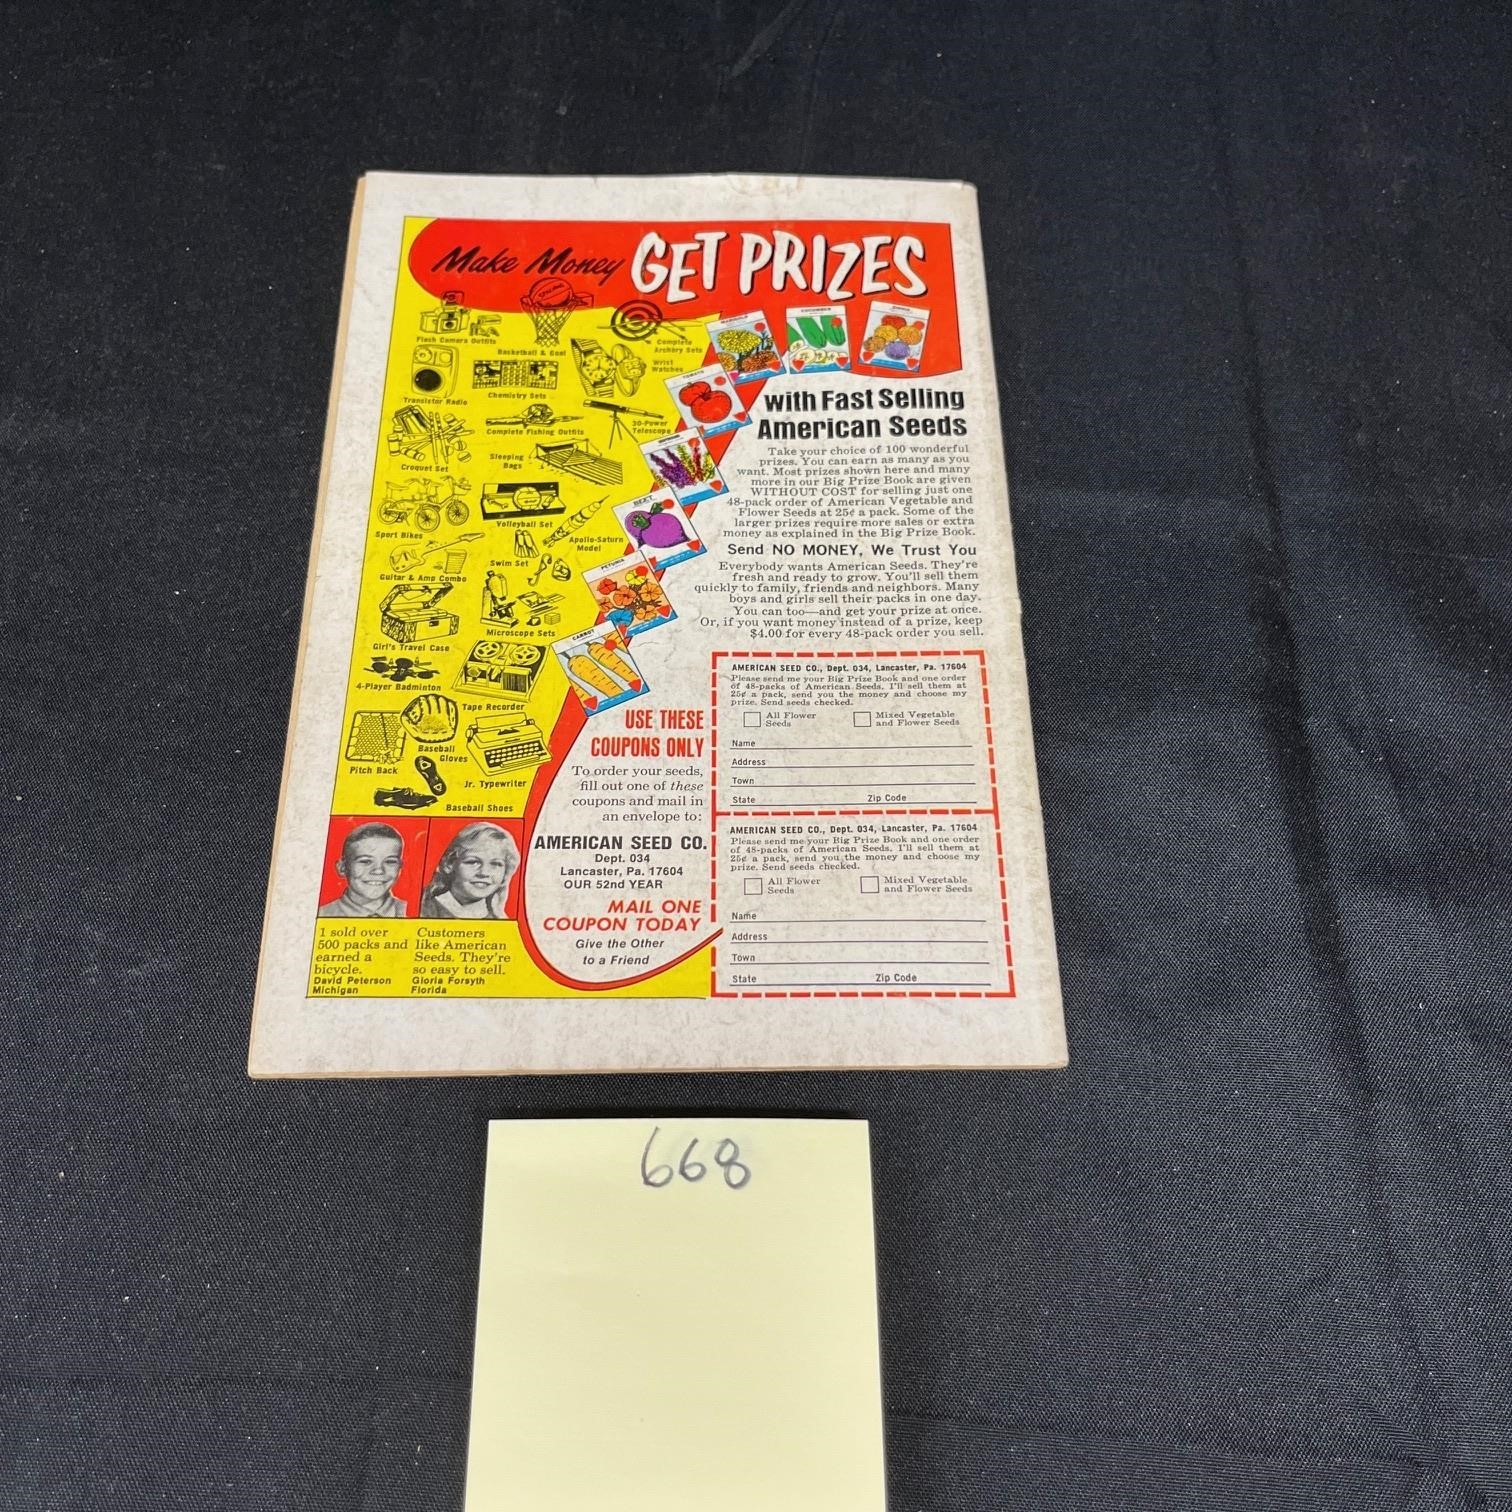 Make Money GET PRIZES
SPALDING
Flash Camera Outfits
Basketball & Goal
Complete
Archery Sets
Wrist
Watches
Transistor Radio
Chemistry Sets
Complete Fishing Outfits
30-Power
Telescope
Croquet Set
Sleeping
Bags
Volleyball Set
Sport Bikes
Apollo-Saturn
Model
Swim Set
Guitar & Amp Combo
Microscope Sets
Girl's Travel Case
4-Player Badminton
Tape Recorder
Baseball
Gloves
Pitch Back
Jr. Typewriter
Baseball Shoes
MARIGOLD
CUCUMBER
ZINNIA
TOMATO
BEET
PETUNIA
CARROT
with Fast Selling
American Seeds
Take your choice of 100 wonderful
prizes. You can earn as many as you
want. Most prizes shown here and many
more in our Big Prize Book are given
WITHOUT COST for selling just one
48-pack order of American Vegetable and
Flower Seeds at 25¢ a pack. Some of the
larger prizes require more sales or extra
money as explained in the Big Prize Book.
Send NO MONEY, We Trust You
Everybody wants American Seeds. They're
fresh and ready to grow. You'll sell them
quickly to family, friends and neighbors. Many
boys and girls sell their packs in one day.
You can too—and get your prize at once.
Or, if you want money instead of a prize, keep
$4.00 for every 48-pack order you sell.
USE THESE
COUPONS ONLY
To order your seeds,
fill out one of these
coupons and mail in
an envelope to:
AMERICAN SEED CO.
Dept. 034
Lancaster, Pa. 17604
OUR 52nd YEAR
MAIL ONE
COUPON TODAY
Give the Other
to a Friend
AMERICAN SEED CO., Dept. 034, Lancaster, Pa. 17604
Please send me your Big Prize Book and one order
of 48-packs of American Seeds. I'll sell them at
25¢ a pack, send you the money and choose my
prize. Send seeds checked.
All Flower
Seeds
Mixed Vegetable
and Flower Seeds
Name
Address
Town
State Zip Code
AMERICAN SEED CO., Dept. 034, Lancaster, Pa. 17604
Please send me your Big Prize Book and one order
of 48-packs of American Seeds. I'll sell them at
25¢ a pack, send you the money and choose my
prize. Send seeds checked.
All Flower
Seeds
Mixed Vegetable
and Flower Seeds
Name
Address
Town
State Zip Code
I sold over
500 packs and
earned a
bicycle.
David Peterson
Michigan
Customers
like American
Seeds. They're
so easy to sell.
Gloria Forsyth
Florida
668